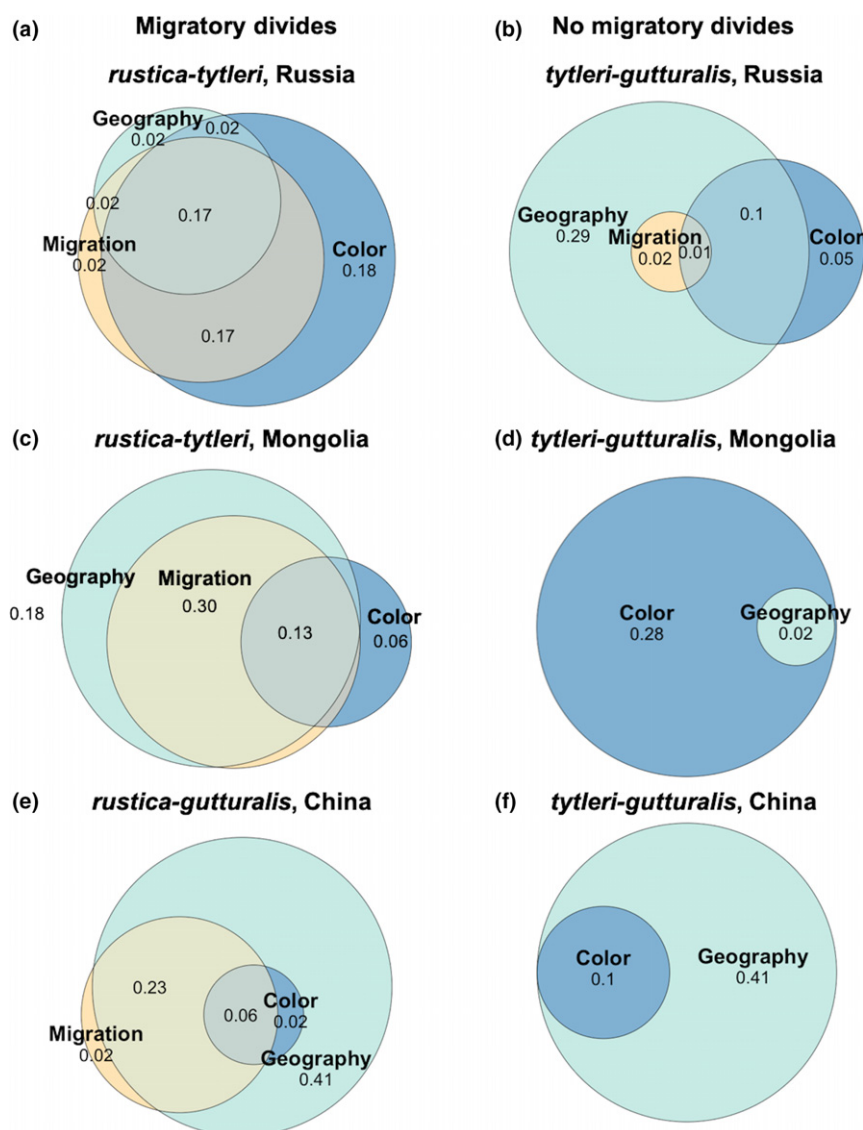 (a) Migratory divides
(b) No migratory divides
rustica-tytleri, Russia
Geography
0.02
0.02
0.02
0.17
Migration
0.02
Color
0.18
0.17
tytleri-gutturalis, Russia
Geography
0.29
Migration
0.02
0.01
0.1
Color
0.05
(c) rustica-tytleri, Mongolia
Geography
0.18
Migration
0.30
0.13
Color
0.06
(d) tytleri-gutturalis, Mongolia
Color
0.28
Geography
0.02
(e) rustica-gutturalis, China
0.23
Migration
0.02
0.06
Color
0.02
Geography
0.41
(f) tytleri-gutturalis, China
Color
0.1
Geography
0.41